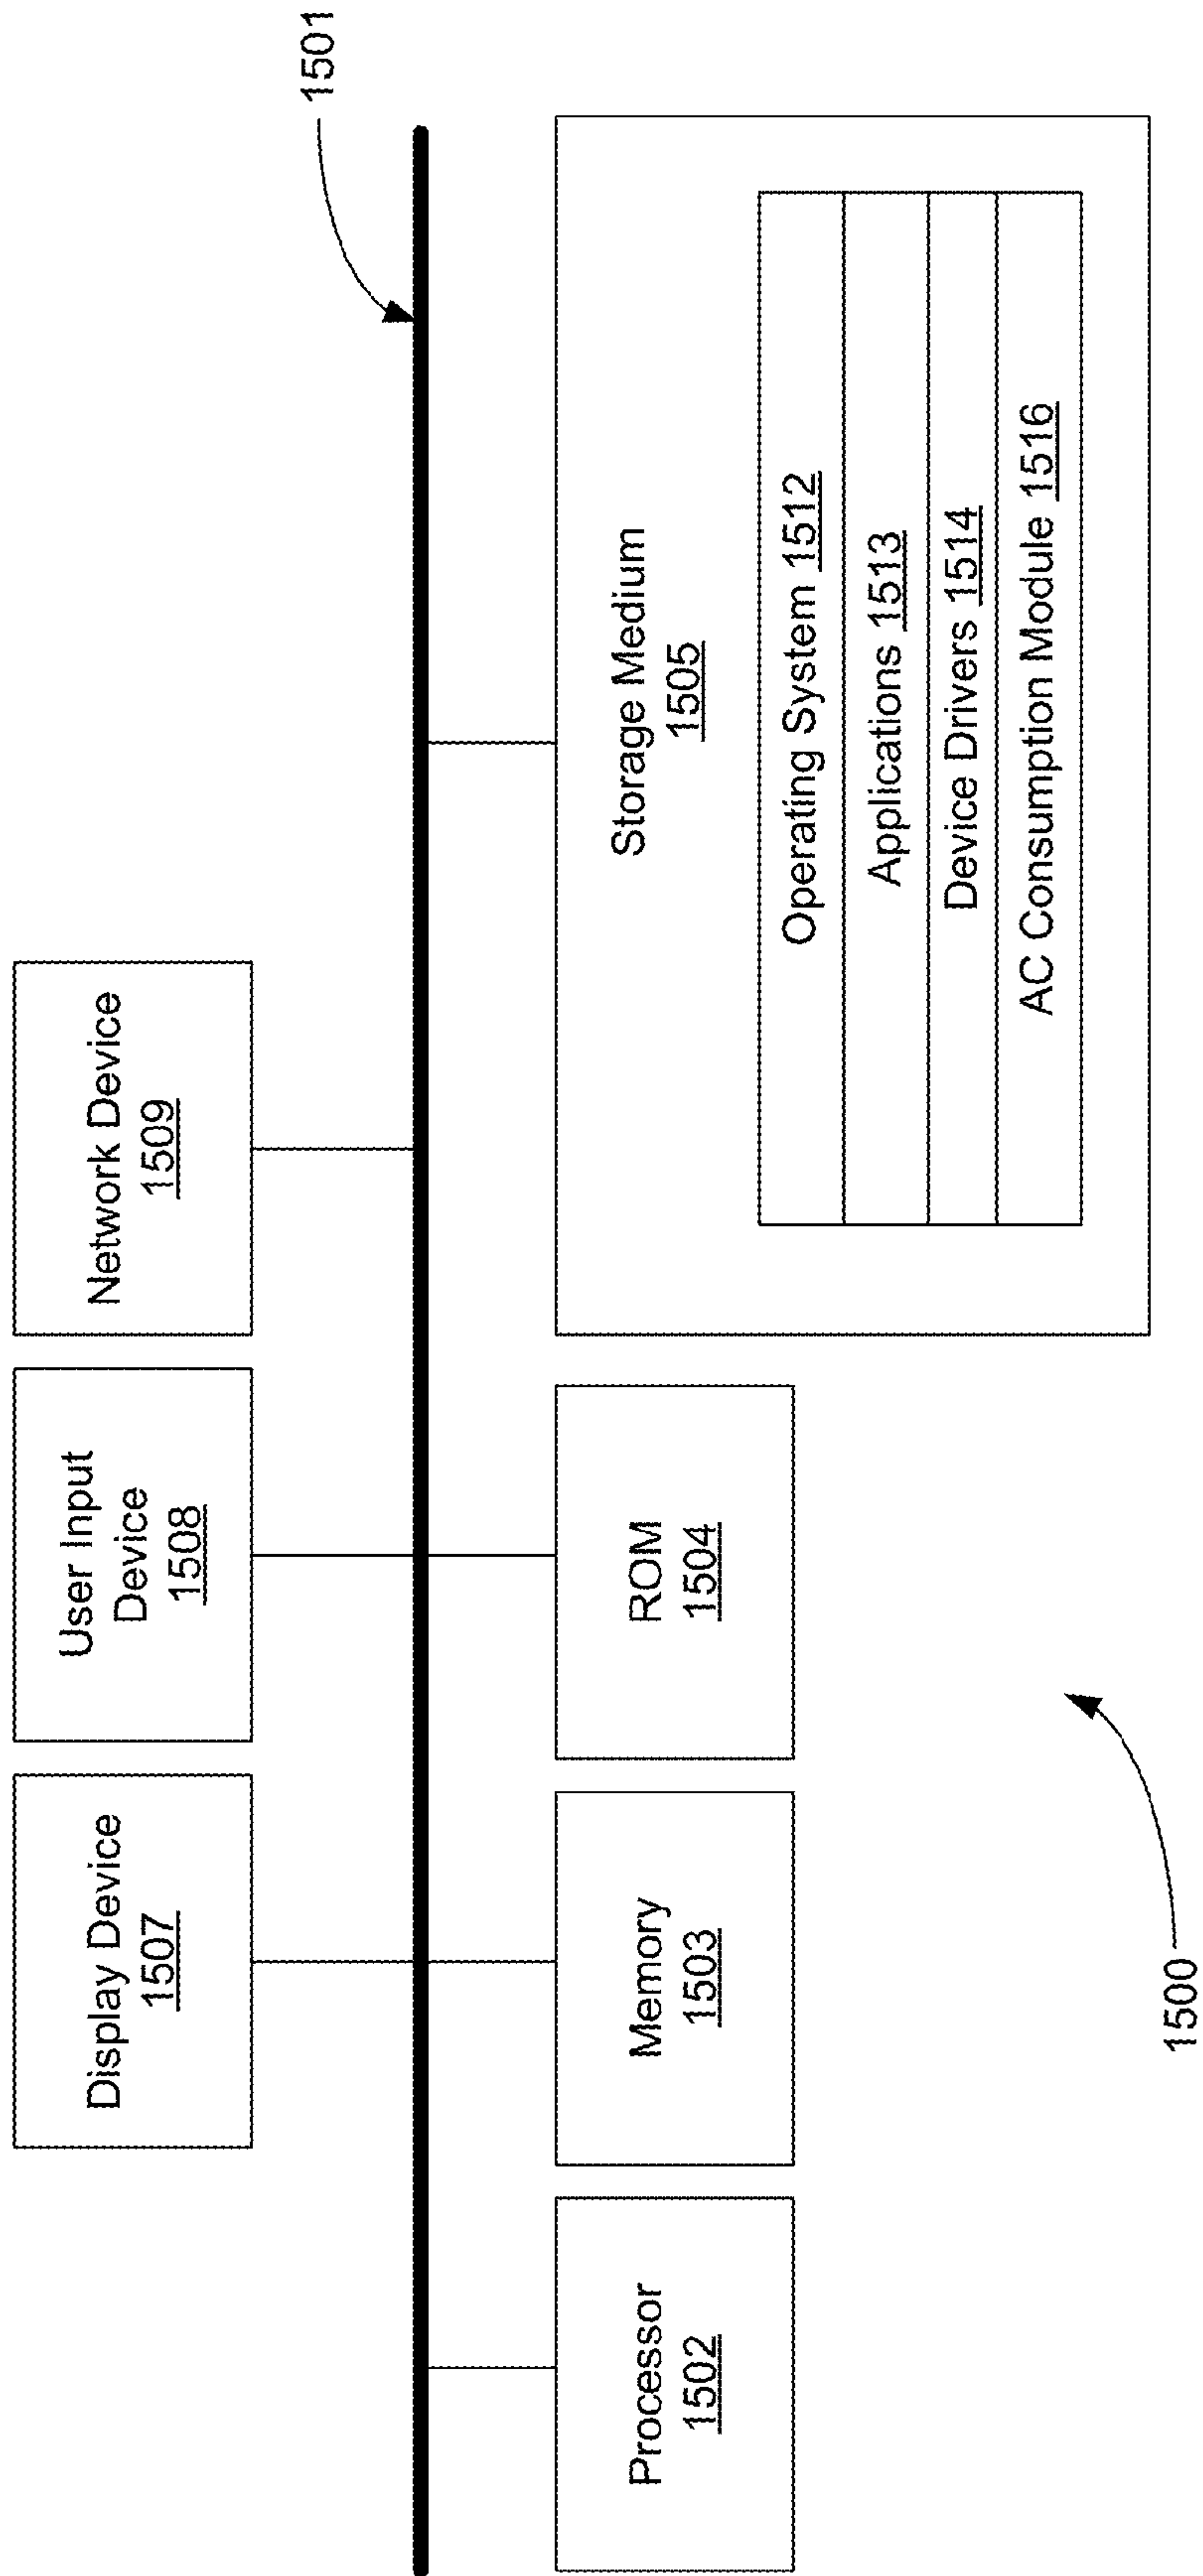 Display Device
1507
User Input
Device
1508
Network Device
1509
1501
Processor
1502
Memory
1503
ROM
1504
Storage Medium
1505
Operating System 1512
Applications 1513
Device Drivers 1514
AC Consumption Module 1516
1500